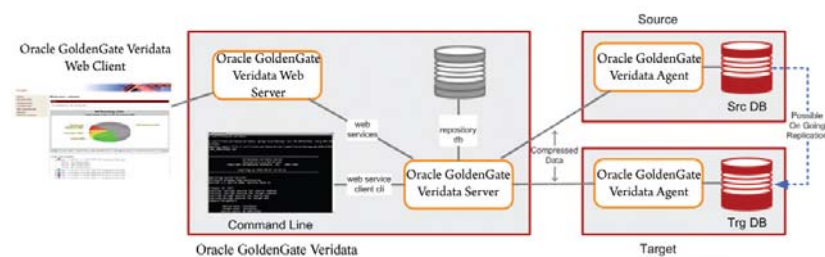 Source
Oracle GoldenGate Veridata
Web Client
Oracle GoldenGate
Veridata Web
Server
Oracle GoldenGate
Veridata Agent
Src DB
Possible
On Going
Replication
web
services
repository
db
Compressed
Data
web service
client cli
Oracle GoldenGate
Veridata Server
Oracle GoldenGate
Veridata Agent
Trg DB
Command Line
Oracle GoldenGate Veridata
Target